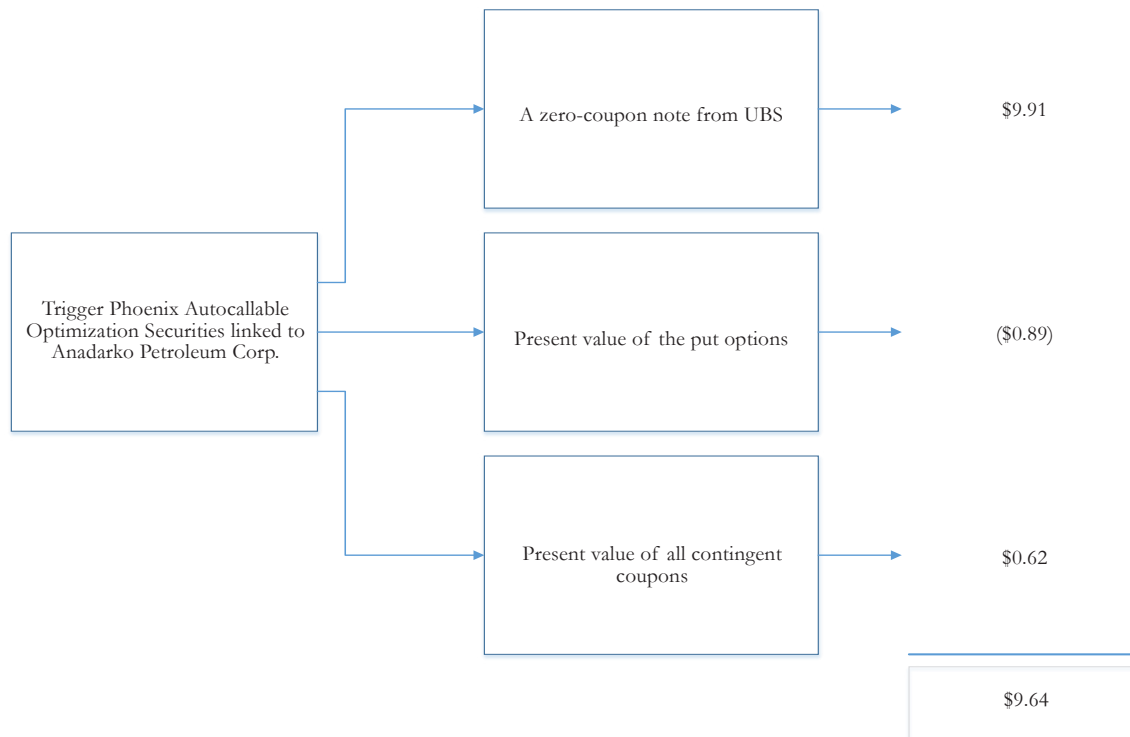 A zero-coupon note from UBS
$9.91
Trigger Phoenix Autocallable
Optimization Securities linked to
Anadarko Petroleum Corp.
Present value of the put options
($0.89)
Present value of all contingent
coupons
$0.62
$9.64